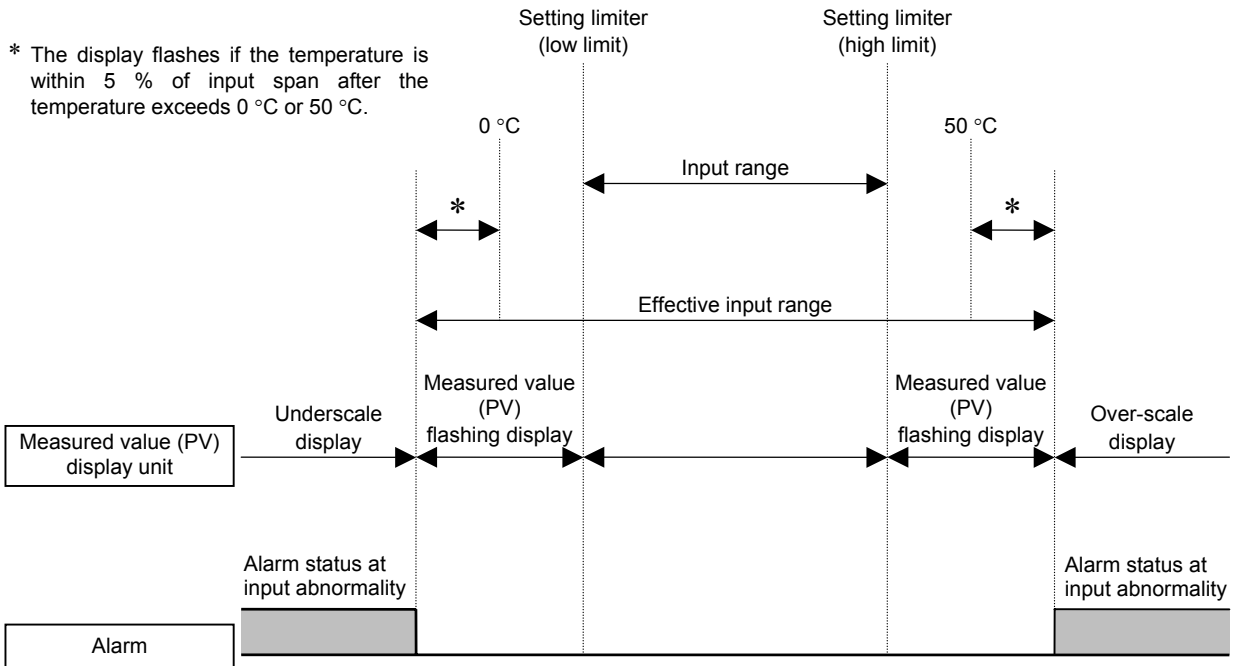 Setting limiter
(low limit)
Setting limiter
(high limit)
* The display flashes if the temperature is
within 5 % of input span after the
temperature exceeds 0 °C or 50 °C.
0 °C
50 °C
Input range
*
*
Effective input range
Measured value (PV)
display unit
Underscale
display
Measured value
(PV)
flashing display
Measured value
(PV)
flashing display
Over-scale
display
Alarm status at
input abnormality
Alarm status at
input abnormality
Alarm